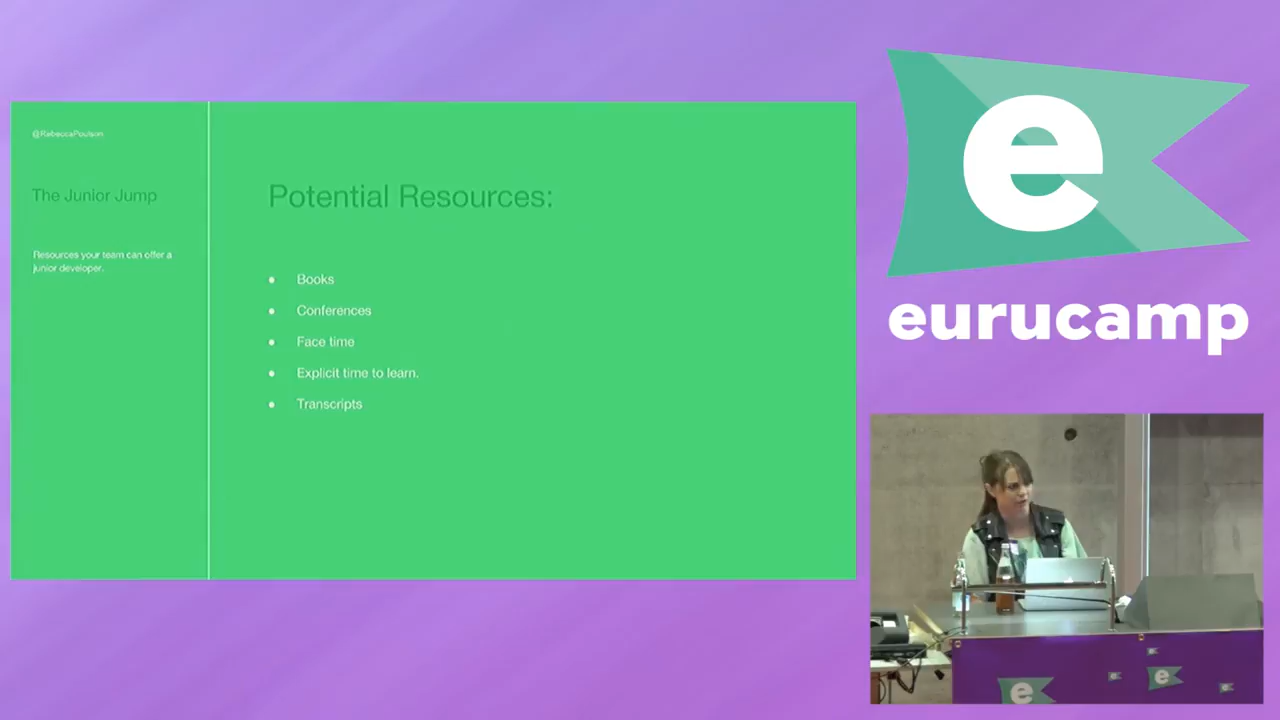 @RebeccaPoulson
The Junior Jump
Resources your team can offer a
junior developer.
Potential Resources:
Books
Conferences
Face time
Explicit time to learn.
Transcripts
e
eurucamp
e
e
e
e
e